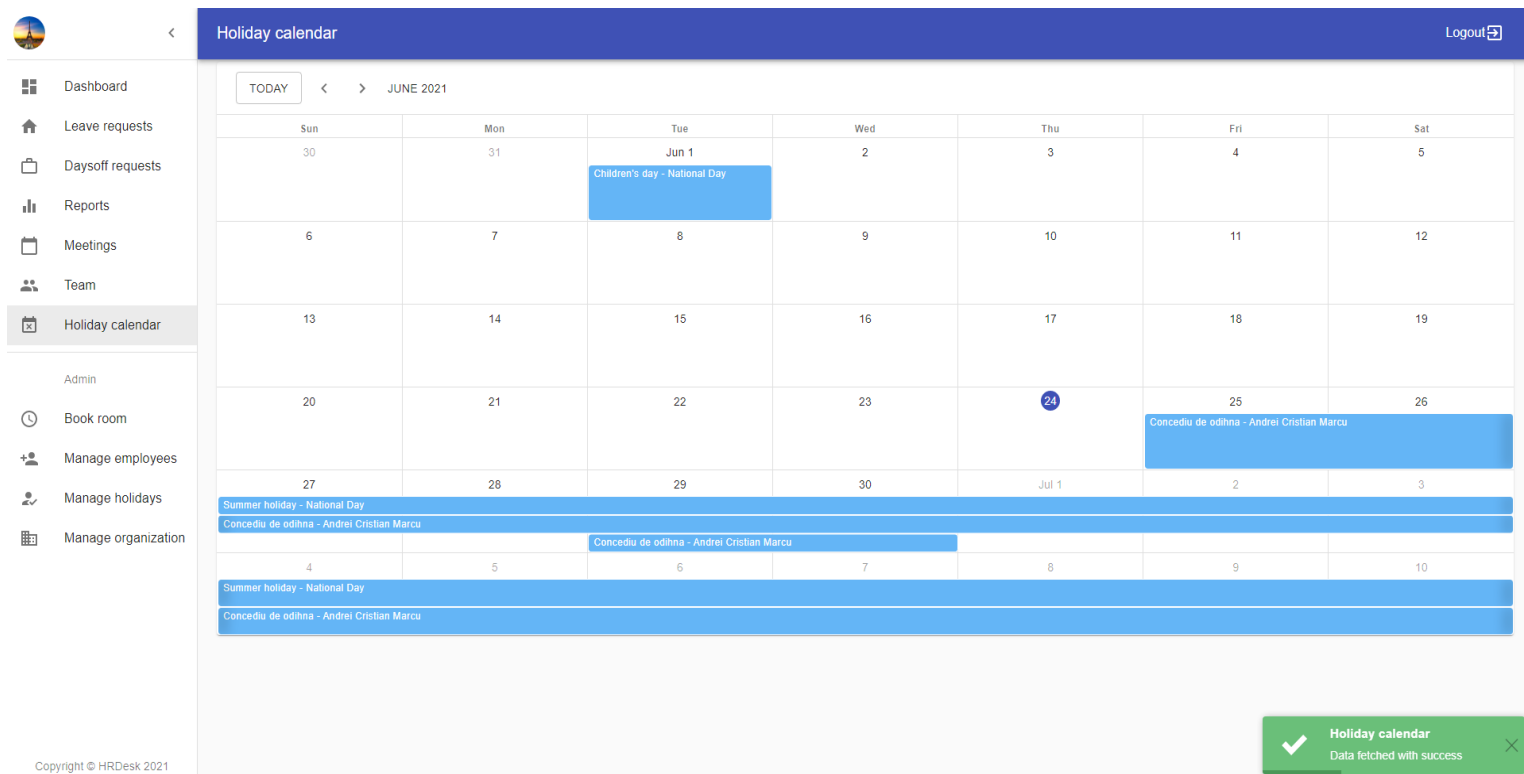 Holiday calendar
Logout
Dashboard
Leave requests
Daysoff requests
Reports
Meetings
Team
Holiday calendar
Admin
Book room
Manage employees
Manage holidays
Manage organization
Copyright © HRDesk 2021
TODAY JUNE 2021
Sun Mon Tue Wed Thu Fri Sat
30 31 Jun 1 2 3 4 5
Children's day - National Day
6 7 8 9 10 11 12
13 14 15 16 17 18 19
20 21 22 23 24 25 26
Concediu de odihna - Andrei Cristian Marcu
27 28 29 30 Jul 1 2 3
Summer holiday - National Day
Concediu de odihna - Andrei Cristian Marcu
Concediu de odihna - Andrei Cristian Marcu
4 5 6 7 8 9 10
Summer holiday - National Day
Concediu de odihna - Andrei Cristian Marcu
Holiday calendar
Data fetched with success